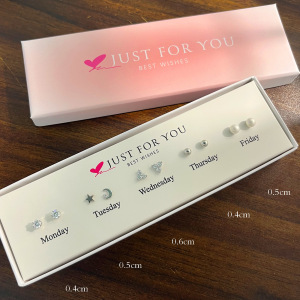 JUST FOR YOU
BEST WISHES
JUST FOR YOU
BEST WISHES
Monday
Tuesday
Wednesday
Thursday
Friday
0.4cm
0.5cm
0.6cm
0.4cm
0.5cm